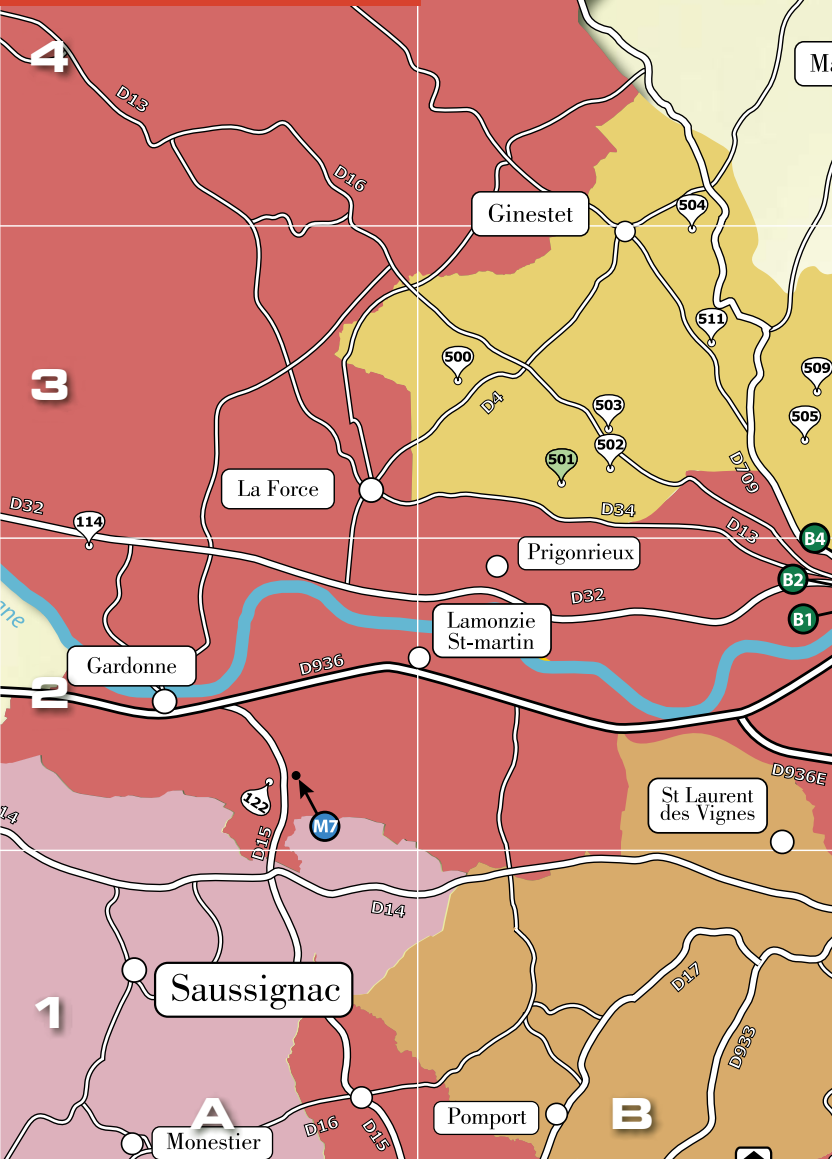 4
D13
D16
Ma
Ginestet
504
511
500
509
3
503
505
D4
502
501
D709
La Force
D32
D34
114
D13
B4
Prigonrieux
B2
D32
B1
Lamonzie
St-martin
Gardonne
D936
2
D936E
122
St Laurent
des Vignes
M7
14
D15
D14
Saussignac
D17
1
D933
A
B
Pomport
D16
D15
Monestier